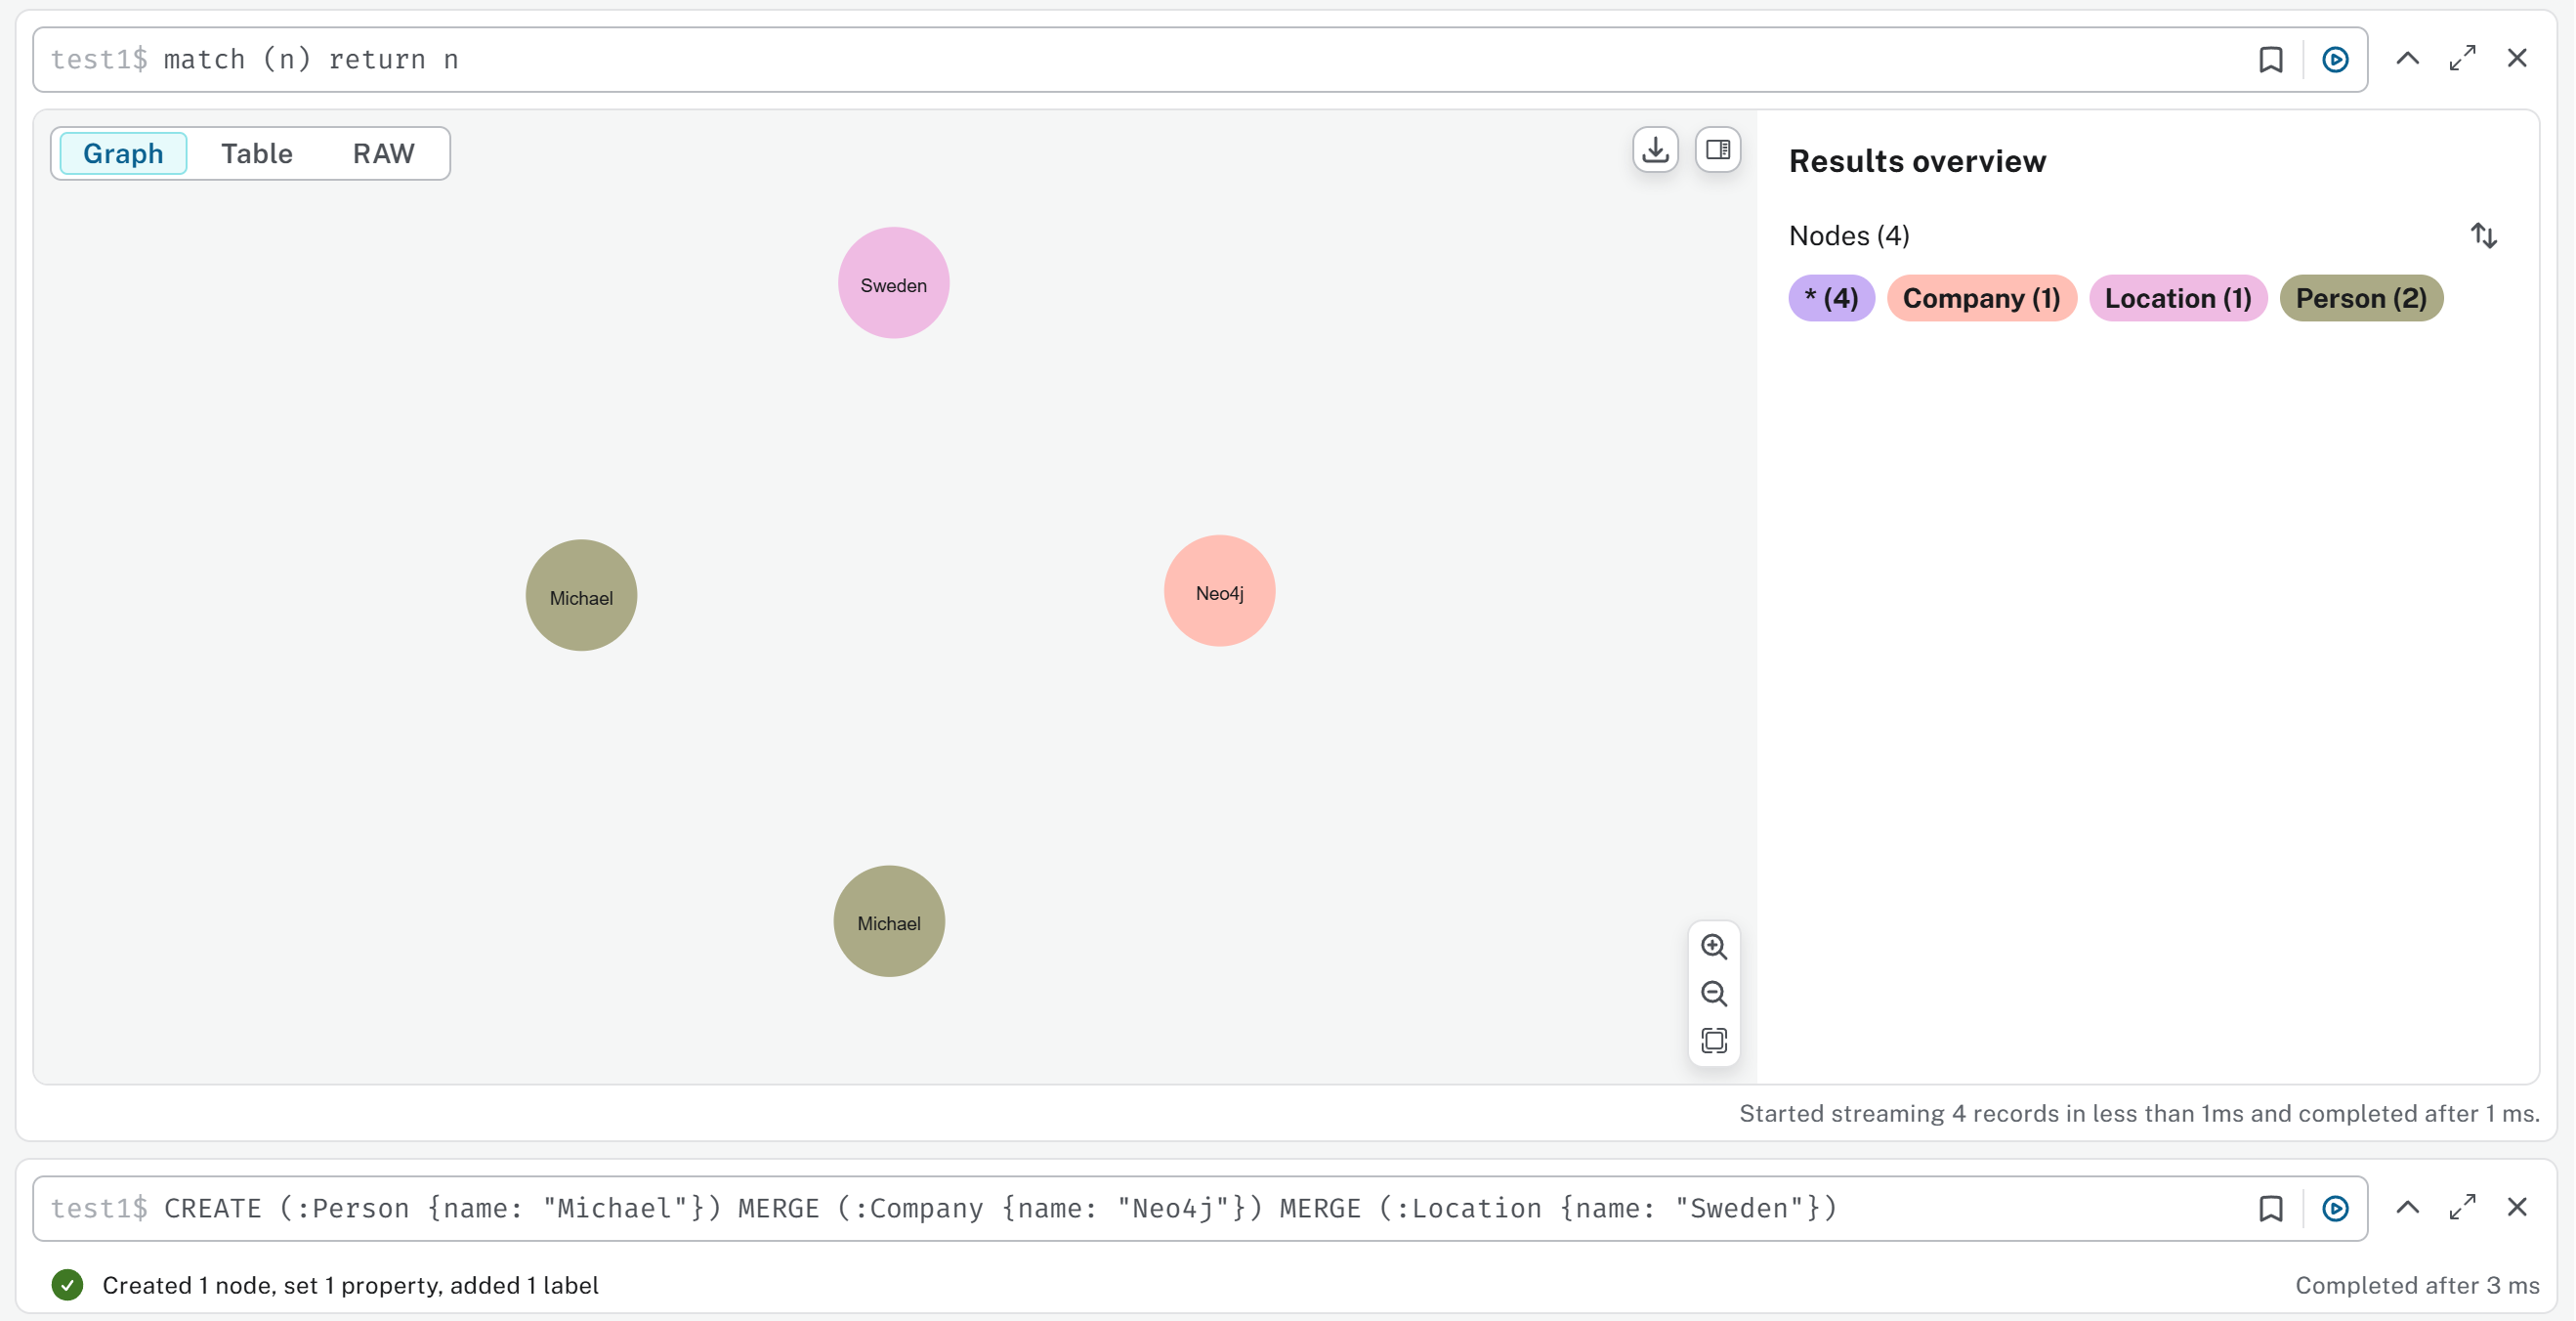 test1$ match (n) return n
Graph Table RAW
Results overview
Nodes (4)
* (4) Company (1) Location (1) Person (2)
Sweden
Michael
Neo4j
Michael
Started streaming 4 records in less than 1ms and completed after 1 ms.
test1$ CREATE (:Person {name: "Michael"}) MERGE (:Company {name: "Neo4j"}) MERGE (:Location {name: "Sweden"})
Created 1 node, set 1 property, added 1 label
Completed after 3 ms